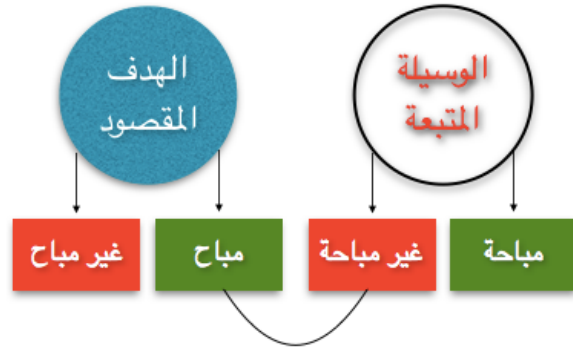 الوسيلة
المتبعة
الهدف
المقصود
مباحة
غير مباحة
مباح
غير مباح